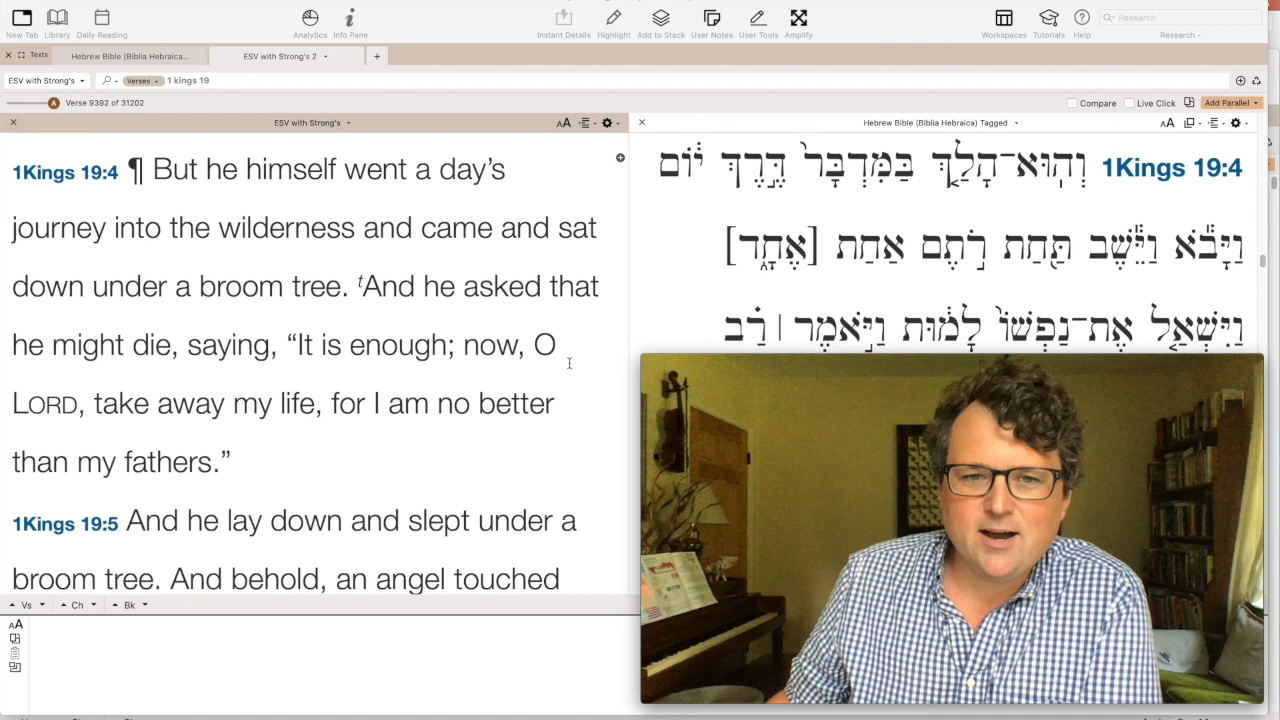 New Tab Library Daily Reading Analytics Info Pane Instant Details Highlight Add to Stack User Notes User Tools Amplify Workspaces Tutorials Help Research
Research
Texts Hebrew Bible (Biblia Hebraica... ESV with Strong's 2
ESV with Strong's Verses 1 kings 19
A Verse 9392 of 31202 Compare Live Click Add Parallel
ESV with Strong's
1Kings 19:4 ¶ But he himself went a day’s
journey into the wilderness and came and sat
down under a broom tree. tAnd he asked that
he might die, saying, “It is enough; now, O
LORD, take away my life, for I am no better
than my fathers.”
1Kings 19:5 And he lay down and slept under a
broom tree. And behold, an angel touched
Vs Ch Bk
Hebrew Bible (Biblia Hebraica) Tagged
1Kings 19:4 וְהֽוּא־הָלַ֤ךְ בַּמִּדְבָּר֙ דֶּ֣רֶךְ י֔וֹם
וַיָּבֹ֕א וַיֵּ֕שֶׁב תַּ֖חַת רֹ֣תֶם אַחַת [אֶחָ֑ד]
וַיִּשְׁאַ֤ל אֶת־נַפְשׁוֹ֙ לָמ֔וּת וַיֹּ֣אמֶר ׀ רַ֗ב